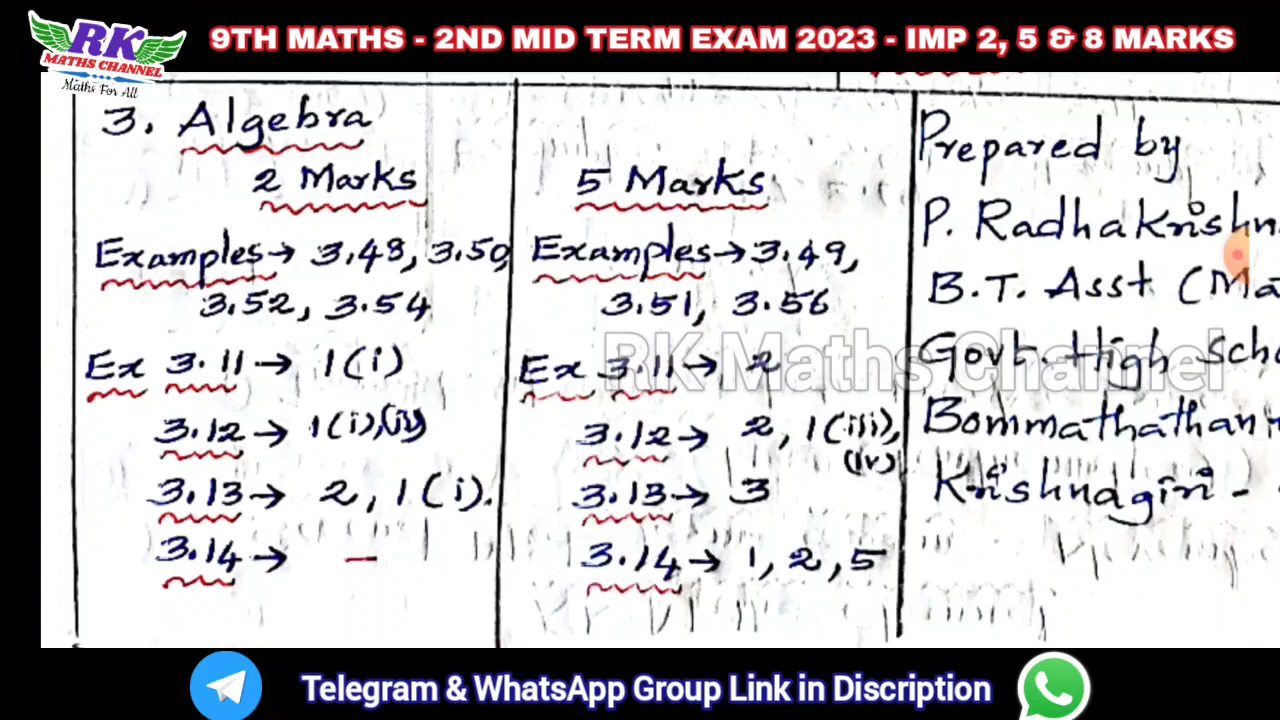 RK
MATHS CHANNEL
Maths For All
9TH MATHS - 2ND MID TERM EXAM 2023 - IMP 2, 5 & 8 MARKS
3. Algebra
2 Marks
Examples → 3.48, 3.50,
3.52, 3.54
Ex 3.11 → 1(i)
3.12 → 1(i),(ii)
3.13 → 2, 1(i).
3.14 → —
5 Marks
Examples → 3.49,
3.51, 3.56
Ex 3.11 → 2
3.12 → 2, 1(iii),
(iv)
3.13 → 3
3.14 → 1, 2, 5
Prepared by
P. Radhakrishn
B.T. Asst (Ma
Govt. High Scho
Bommathathan
Krishnagiri -
RK Maths Channel
Telegram & WhatsApp Group Link in Discription